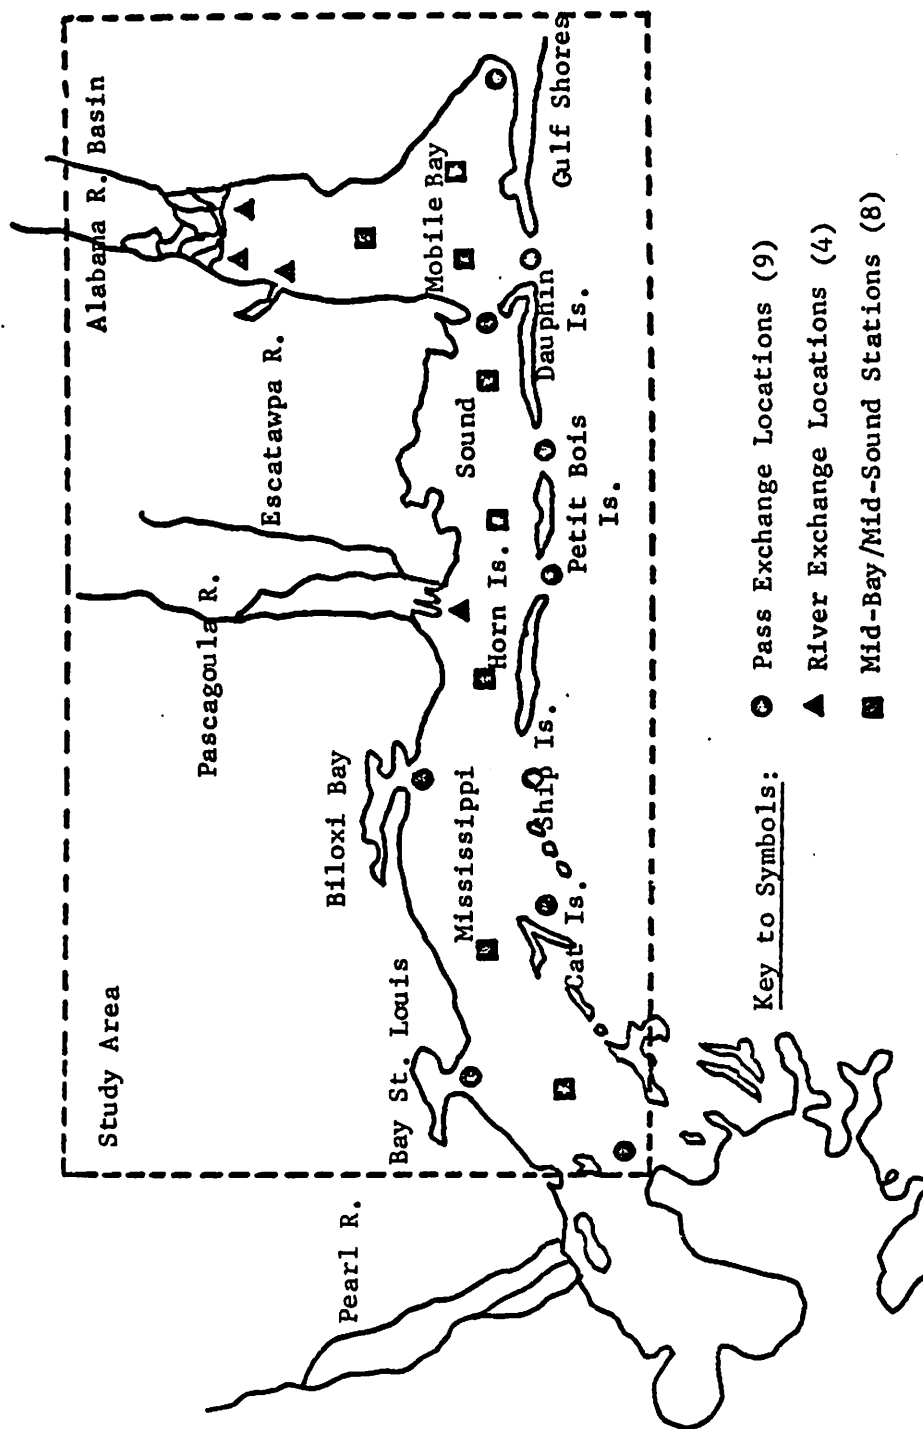 Study Area
Alabama R. Basin
Pearl R.
Pascagoula R.
Escatawpa R.
Bay St. Louis
Biloxi Bay
Mobile Bay
Mississippi
Sound
Horn Is.
Cat Is.
Ship Is.
Petit Bois
Is.
Dauphin
Is.
Gulf Shores
Key to Symbols:
Pass Exchange Locations (9)
River Exchange Locations (4)
Mid-Bay/Mid-Sound Stations (8)